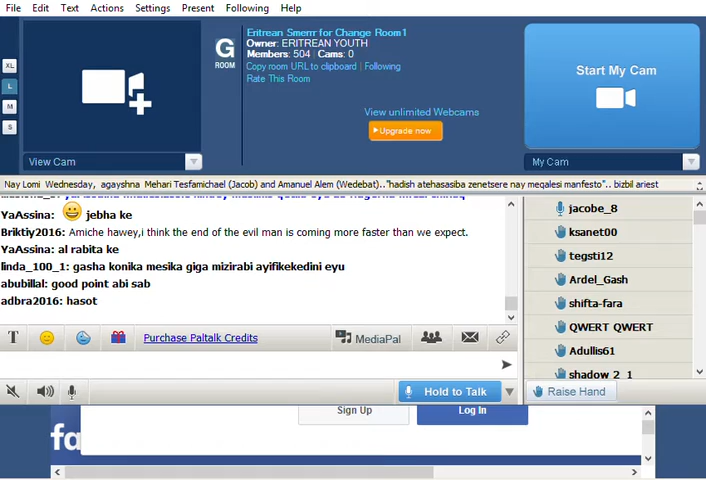 File Edit Text Actions Settings Present Following Help
XL
L
M
S
View Cam
G
ROOM
Eritrean Smerrr for Change Room1
Owner: ERITREAN YOUTH
Members: 504 Cams: 0
Copy room URL to clipboard | Following
Rate This Room
View unlimited Webcams
Upgrade now
Start My Cam
My Cam
Nay Lomi Wednesday, agayshna Mehari Tesfamichael (Jacob) and Amanuel Alem (Wedebat).."hadish atehasasiba zenetsere nay meqalesi manfesto".. bizbil ariest
YaAssina: jebha ke
Briktiy2016: Amiche hawey,i think the end of the evil man is coming more faster than we expect.
YaAssina: al rabita ke
linda_100_1: gasha konika mesika giga mizirabi ayifikekedini eyu
abubillal: good point abi sab
adbra2016: hasot
jacobe_8
ksanet00
tegsti12
Ardel_Gash
shifta-fara
QWERT QWERTY
Adullis61
shadow_2_1
T
Purchase Paltalk Credits
MediaPal
Hold to Talk
Raise Hand
Sign Up
Log In
fa